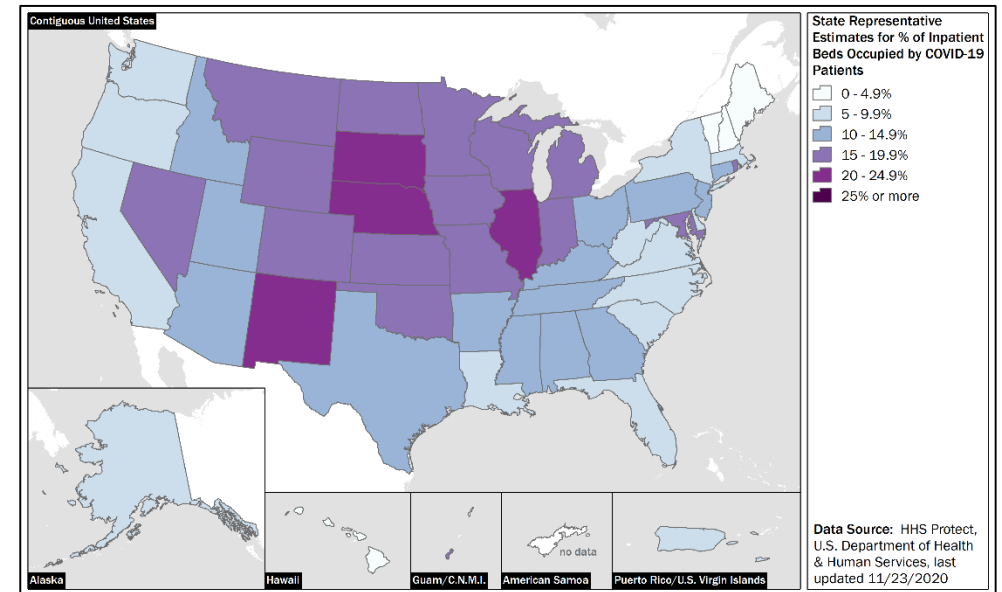 Contiguous United States
State Representative
Estimates for % of Inpatient
Beds Occupied by COVID-19
Patients
0 - 4.9%
5 - 9.9%
10 - 14.9%
15 - 19.9%
20 - 24.9%
25% or more
no data
Alaska
Hawaii
Guam/C.N.M.I.
American Samoa
Puerto Rico/U.S. Virgin Islands
Data Source: HHS Protect,
U.S. Department of Health
& Human Services, last
updated 11/23/2020